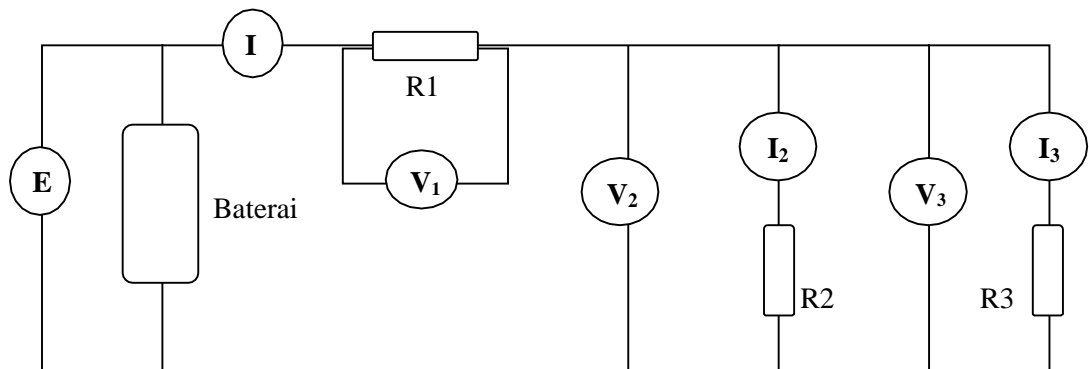 I
R1
E
V₁
I₂
I₃
V₂
V₃
Baterai
R2
R3